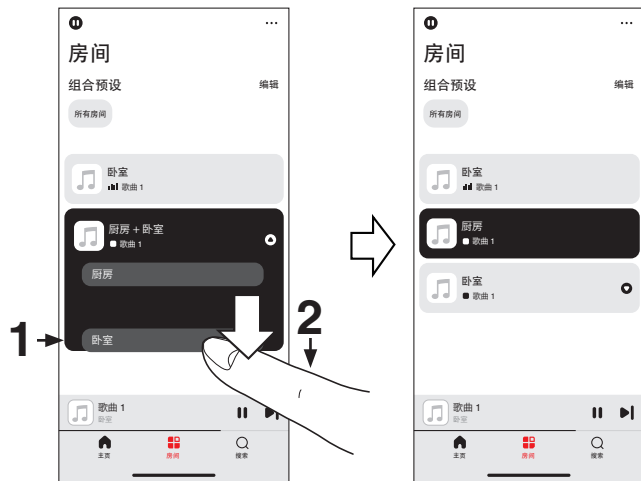 房间
组合预设 编辑
所有房间
卧室
歌曲 1
厨房 + 卧室
歌曲 1
厨房
卧室
1
2
歌曲 1
卧室
主页 房间 搜索
房间
组合预设 编辑
所有房间
卧室
歌曲 1
厨房
歌曲 1
卧室
歌曲 1
歌曲 1
卧室
主页 房间 搜索